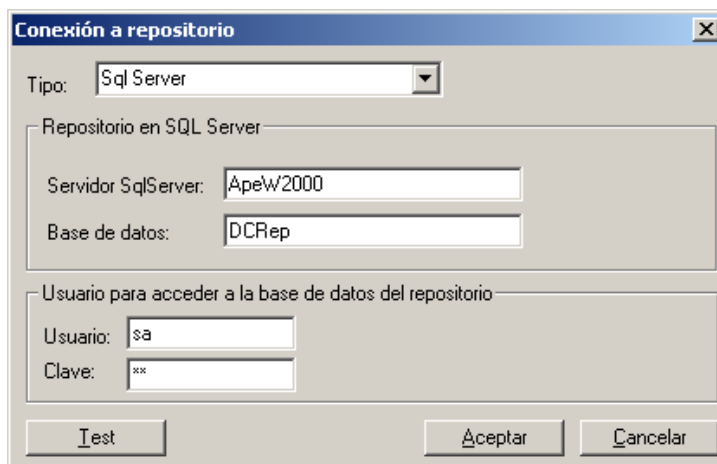 Conexión a repositorio
Tipo: Sql Server
Repositorio en SQL Server
Servidor SqlServer: ApeW2000
Base de datos: DCRep
Usuario para acceder a la base de datos del repositorio
Usuario: sa
Clave: **
Test Aceptar Cancelar